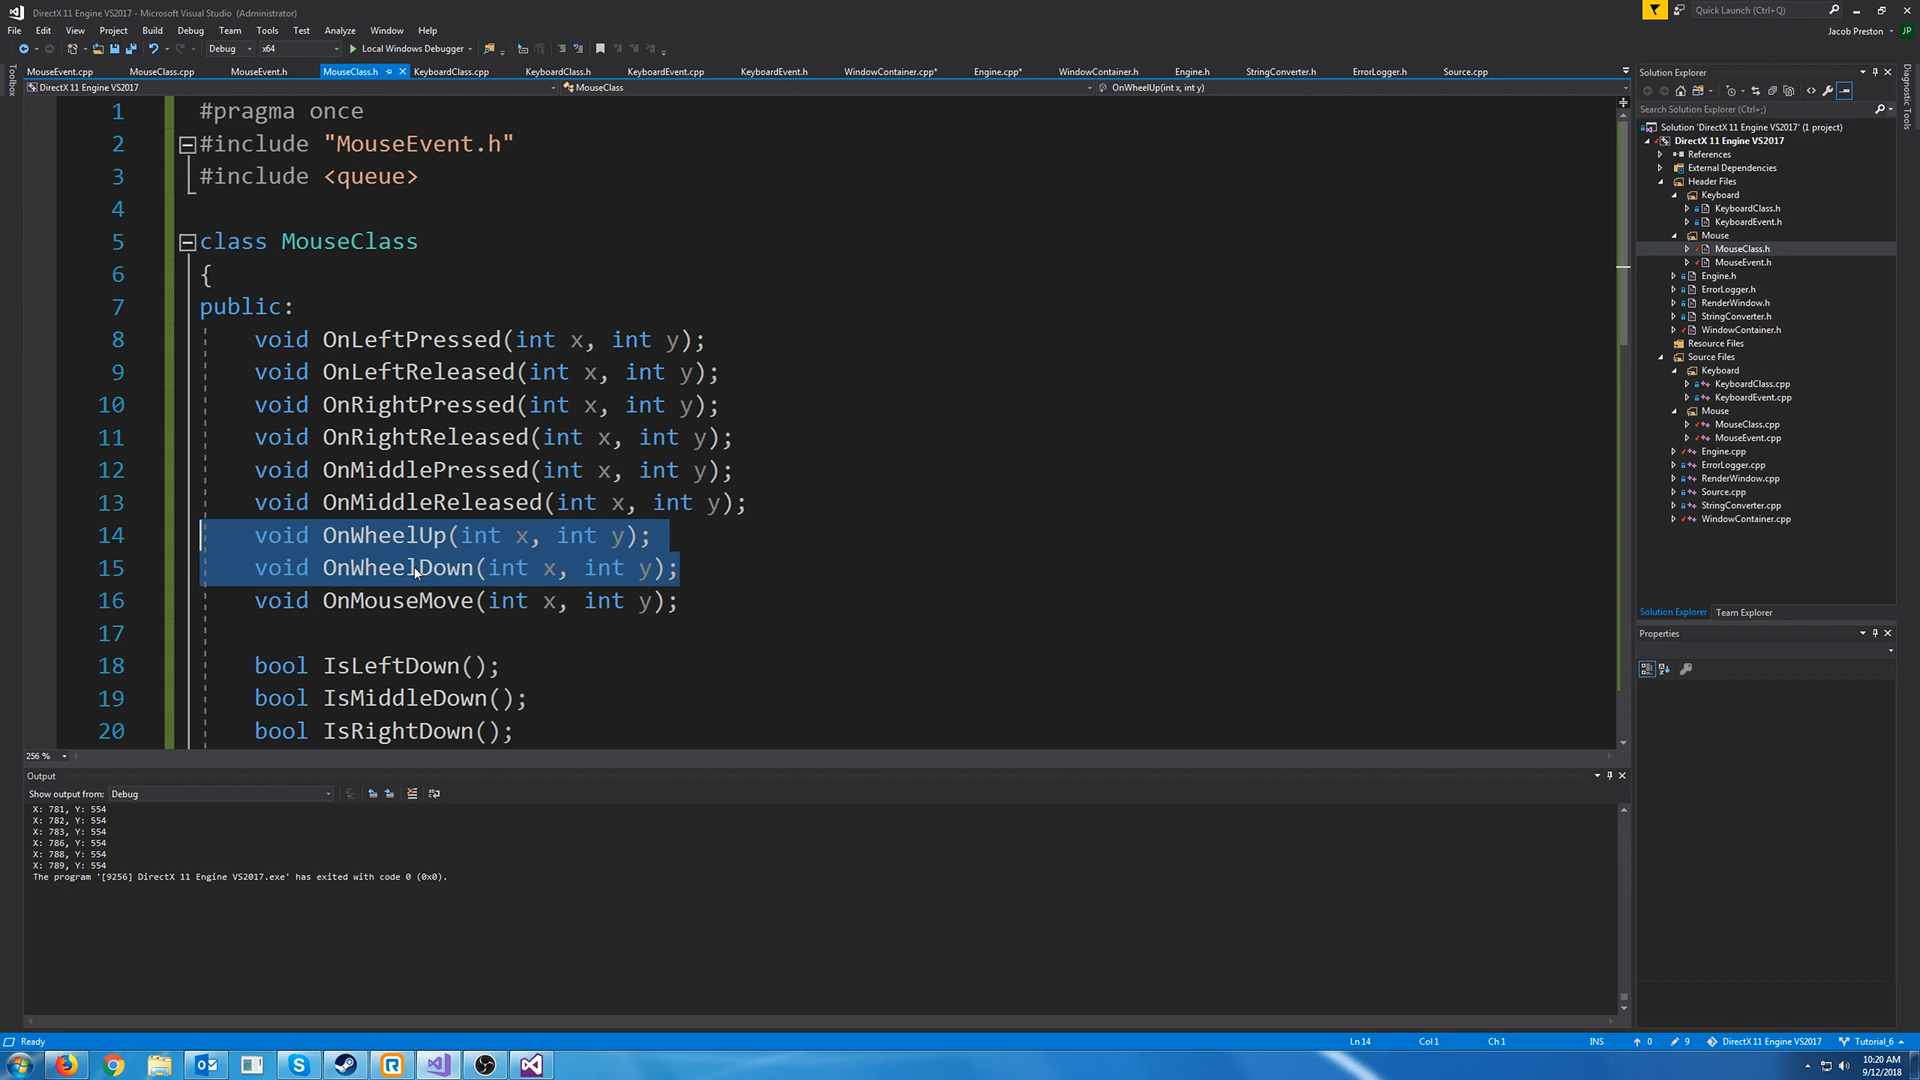 DirectX 11 Engine VS2017 - Microsoft Visual Studio (Administrator)
Quick Launch (Ctrl+Q)
File Edit View Project Build Debug Team Tools Test Analyze Window Help
Jacob Preston JP
Debug x64 Local Windows Debugger
MouseEvent.cpp MouseClass.cpp MouseEvent.h MouseClass.h KeyboardClass.cpp KeyboardClass.h KeyboardEvent.cpp KeyboardEvent.h WindowContainer.cpp* Engine.cpp* WindowContainer.h Engine.h StringConverter.h ErrorLogger.h Source.cpp
DirectX 11 Engine VS2017 MouseClass OnWheelUp(int x, int y)
Toolbox
Diagnostic Tools
1 #pragma once
2 #include "MouseEvent.h"
3 #include <queue>
4
5 class MouseClass
6 {
7 public:
8 void OnLeftPressed(int x, int y);
9 void OnLeftReleased(int x, int y);
10 void OnRightPressed(int x, int y);
11 void OnRightReleased(int x, int y);
12 void OnMiddlePressed(int x, int y);
13 void OnMiddleReleased(int x, int y);
14 void OnWheelUp(int x, int y);
15 void OnWheelDown(int x, int y);
16 void OnMouseMove(int x, int y);
17
18 bool IsLeftDown();
19 bool IsMiddleDown();
20 bool IsRightDown();
256 %
Output
Show output from: Debug
X: 781, Y: 554
X: 782, Y: 554
X: 783, Y: 554
X: 786, Y: 554
X: 788, Y: 554
X: 789, Y: 554
The program '[9256] DirectX 11 Engine VS2017.exe' has exited with code 0 (0x0).
Solution Explorer
Search Solution Explorer (Ctrl+;)
Solution 'DirectX 11 Engine VS2017' (1 project)
DirectX 11 Engine VS2017
References
External Dependencies
Header Files
Keyboard
KeyboardClass.h
KeyboardEvent.h
Mouse
MouseClass.h
MouseEvent.h
Engine.h
ErrorLogger.h
RenderWindow.h
StringConverter.h
WindowContainer.h
Resource Files
Source Files
Keyboard
KeyboardClass.cpp
KeyboardEvent.cpp
Mouse
MouseClass.cpp
MouseEvent.cpp
Engine.cpp
ErrorLogger.cpp
RenderWindow.cpp
Source.cpp
StringConverter.cpp
WindowContainer.cpp
Solution Explorer Team Explorer
Properties
Ready Ln 14 Col 1 Ch 1 INS 0 9 DirectX 11 Engine VS2017 Tutorial_6
10:20 AM
9/12/2018